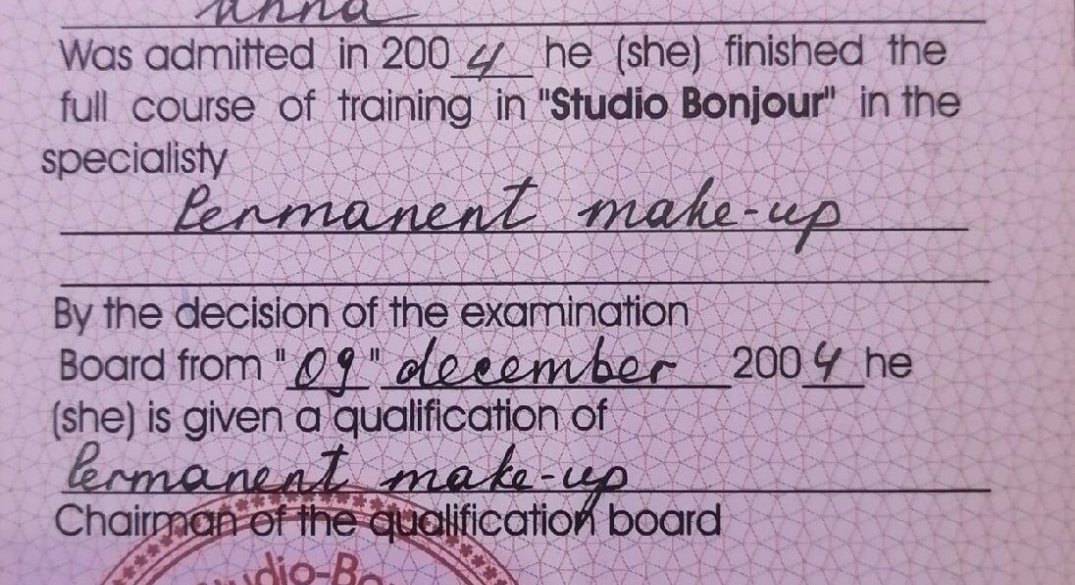 Anna
Was admitted in 2004 he (she) finished the
full course of training in "Studio Bonjour" in the
specialisty
Permanent make-up
By the decision of the examination
Board from "09" december 2004 he
(she) is given a qualification of
Permanent make-up
Chairman of the qualification board